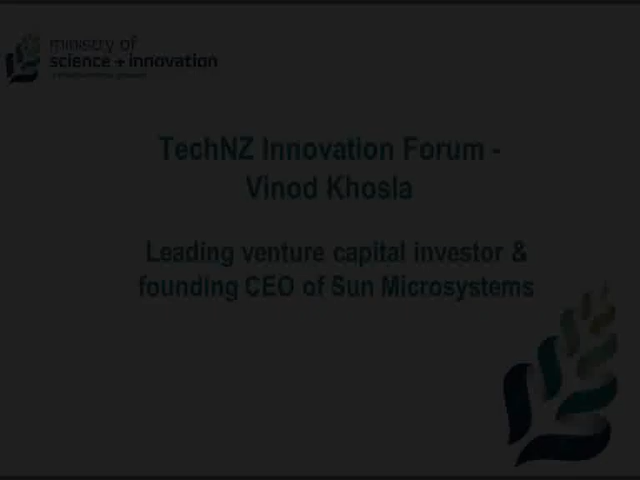 ministry of
science + innovation
TechNZ Innovation Forum -
Vinod Khosla
Leading venture capital investor &
founding CEO of Sun Microsystems